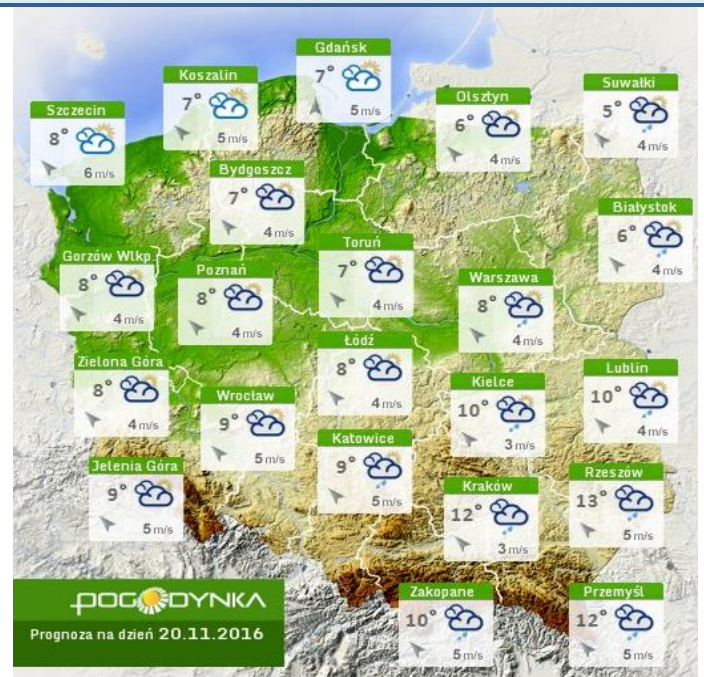 Gdańsk
7°
5 m/s
Koszalin
7°
5 m/s
Szczecin
8°
6 m/s
Olsztyn
6°
4 m/s
Suwałki
5°
4 m/s
Bydgoszcz
7°
4 m/s
Białystok
6°
4 m/s
Gorzów Wlkp
8°
4 m/s
Poznań
8°
4 m/s
Toruń
7°
4 m/s
Warszawa
8°
4 m/s
Zielona Góra
8°
4 m/s
Łódź
8°
4 m/s
Wrocław
9°
5 m/s
Kielce
10°
3 m/s
Lublin
10°
4 m/s
Jelenia Góra
9°
5 m/s
Katowice
9°
5 m/s
Kraków
12°
3 m/s
Rzeszów
13°
5 m/s
Zakopane
10°
5 m/s
Przemyśl
12°
5 m/s
POGODYNKA
Prognoza na dzień 20.11.2016